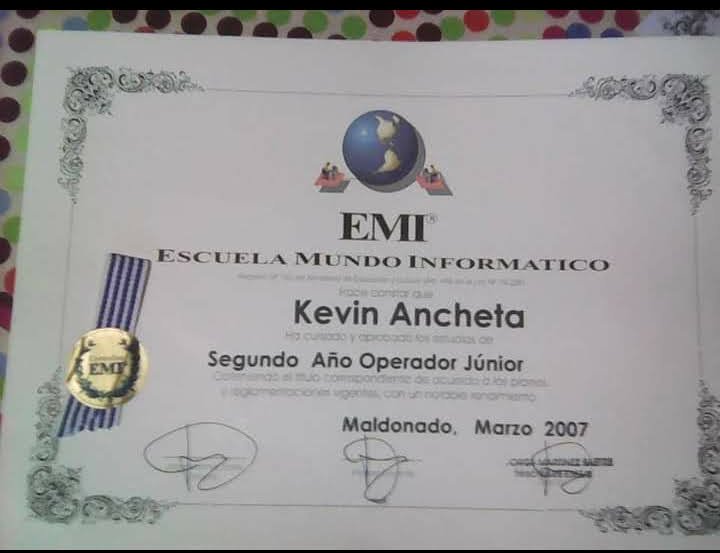 EMI®
ESCUELA MUNDO INFORMATICO
Hace constar que
Kevin Ancheta
Ha cursado y aprobado los estudios de
Segundo Año Operador Júnior
Obteniendo el título correspondiente de acuerdo a los planes
y reglamentaciones vigentes, con un notable rendimiento
EMI
Maldonado, Marzo 2007